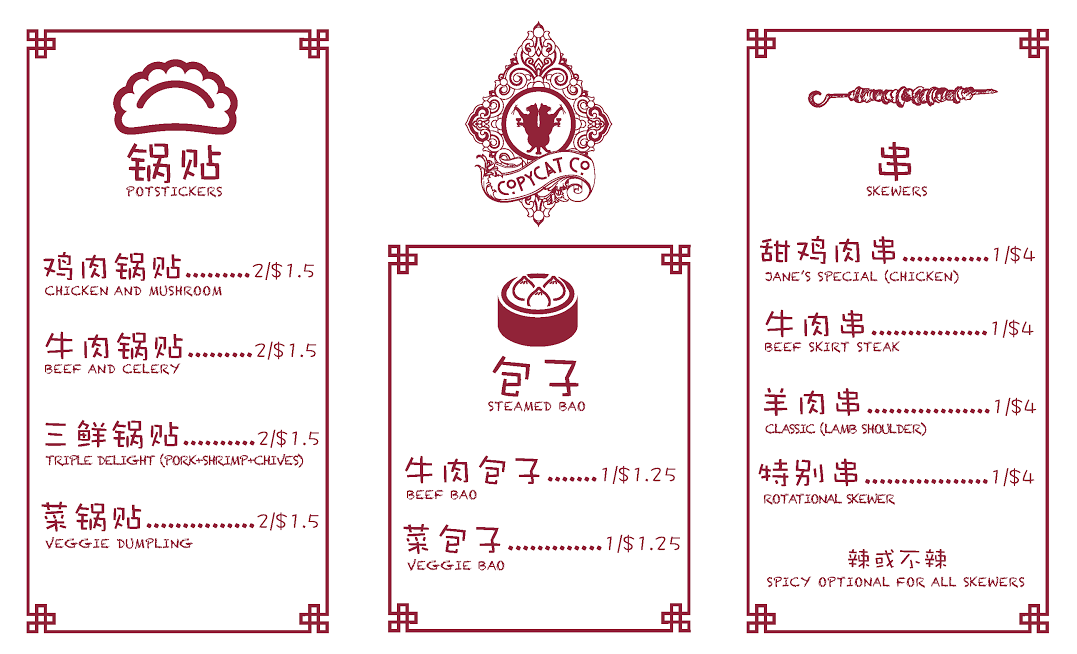 锅贴
POTSTICKERS
鸡肉锅贴.........2/$1.5
CHICKEN AND MUSHROOM
牛肉锅贴.........2/$1.5
BEEF AND CELERY
三鲜锅贴..........2/$1.5
TRIPLE DELIGHT (PORK+SHRIMP+CHIVES)
菜锅贴...............2/$1.5
VEGGIE DUMPLING
COPYCAT CO
包子
STEAMED BAO
牛肉包子.......1/$1.25
BEEF BAO
菜包子.............1/$1.25
VEGGIE BAO
串
SKEWERS
甜鸡肉串............1/$4
JANE'S SPECIAL (CHICKEN)
牛肉串................1/$4
BEEF SKIRT STEAK
羊肉串.................1/$4
CLASSIC (LAMB SHOULDER)
特别串.................1/$4
ROTATIONAL SKEWER
辣或不辣
SPICY OPTIONAL FOR ALL SKEWERS